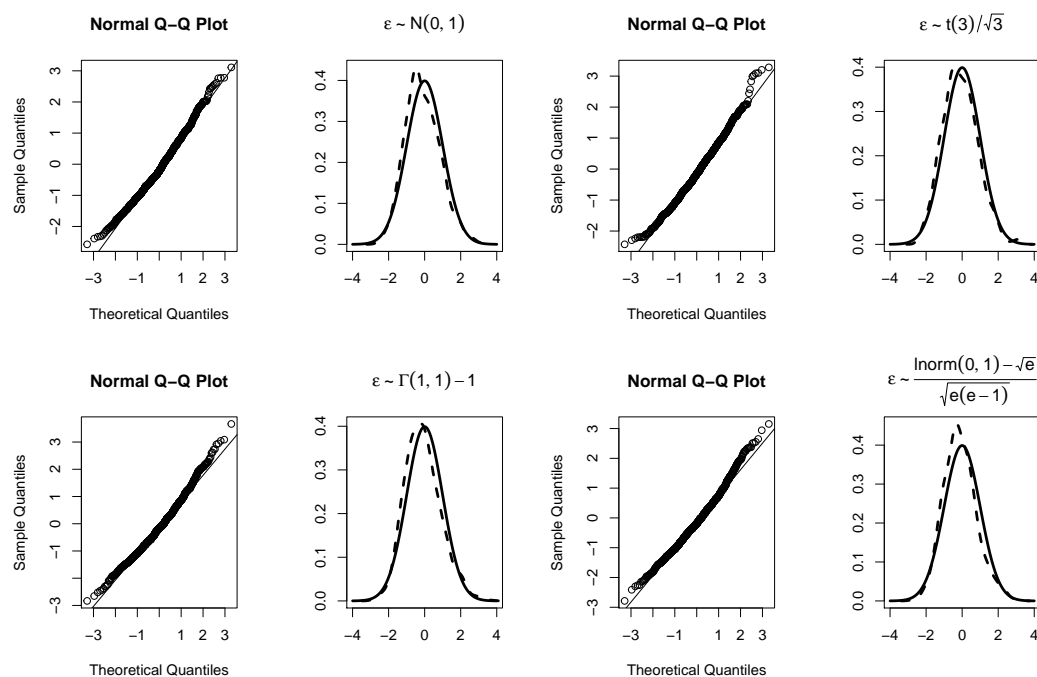 Normal Q−Q Plot
Sample Quantiles
3
2
1
0
−1
−2
−3 −1 0 1 2 3
Theoretical Quantiles
ε ~ N(0, 1)
0.4
0.3
0.2
0.1
0.0
−4 −2 0 2 4
Normal Q−Q Plot
Sample Quantiles
3
2
1
0
−1
−2
−3 −1 0 1 2 3
Theoretical Quantiles
ε ~ t(3)/√3
0.4
0.3
0.2
0.1
0.0
−4 −2 0 2 4
Normal Q−Q Plot
Sample Quantiles
3
2
1
0
−1
−3
−3 −1 0 1 2 3
Theoretical Quantiles
ε ~ Γ(1, 1) − 1
0.4
0.3
0.2
0.1
0.0
−4 −2 0 2 4
Normal Q−Q Plot
Sample Quantiles
3
2
1
0
−1
−2
−3
−3 −1 0 1 2 3
Theoretical Quantiles
lnorm(0, 1) − √e
ε ~
√e(e − 1)
0.4
0.3
0.2
0.1
0.0
−4 −2 0 2 4